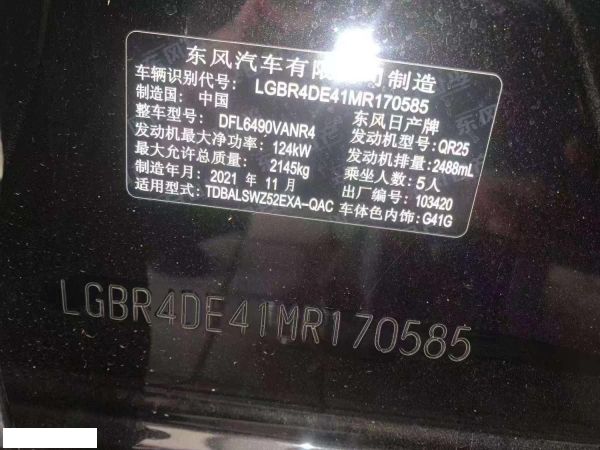 东风汽车有限公司制造
车辆识别代号: LGBR4DE41MR170585
制造国: 中国 东风日产牌
整车型号: DFL6490VANR4 发动机型号: QR25
发动机最大净功率: 124kW 发动机排量: 2488mL
最大允许总质量: 2145kg 乘坐人数: 5人
制造年月: 2021 年 11 月 出厂编号: 103420
适用型式: TDBALSWZ52EXA-QAC 车体色内饰: G41G
LGBR4DE41MR170585